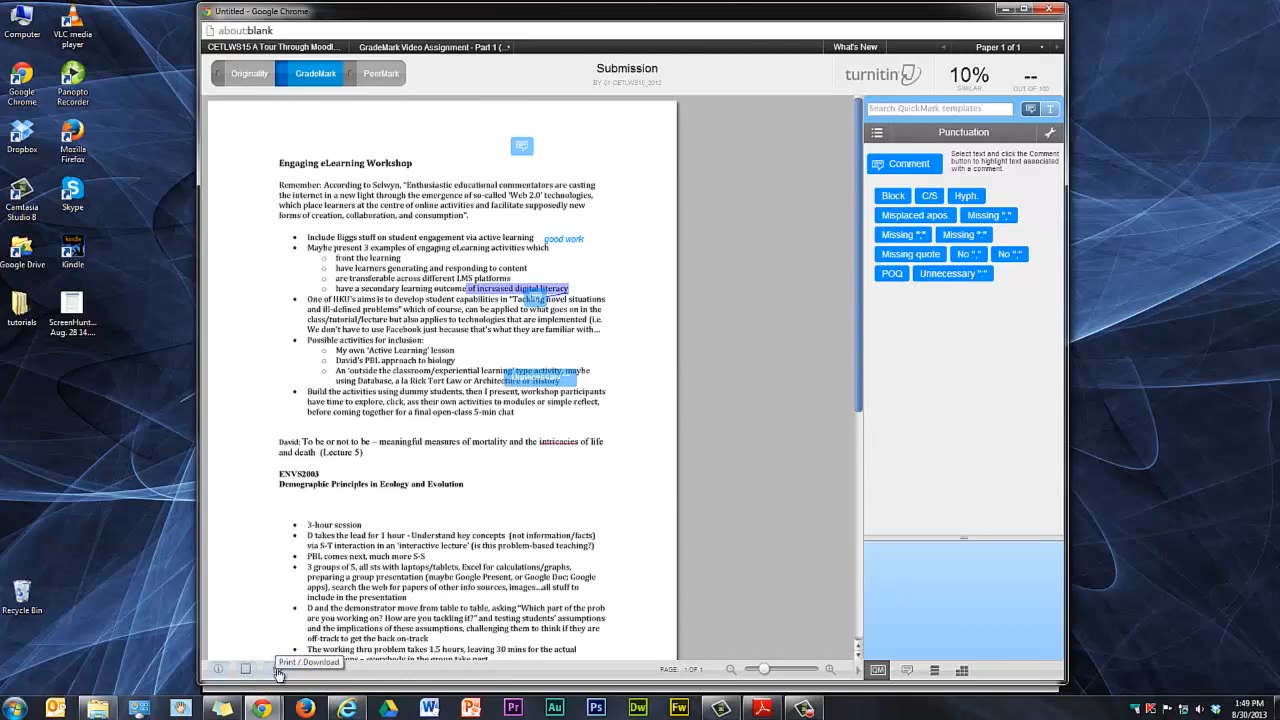 Untitled - Google Chrome
about:blank
CETLWS15 A Tour Through Moodl... GradeMark Video Assignment - Part 1 (...
What's New
Paper 1 of 1
Originality
GradeMark
PeerMark
Submission
BY 01 CETLWS15_2012
turnitin
10%
SIMILAR
--
OUT OF 100
Search QuickMark templates
T
Punctuation
Comment
Select text and click the Comment
button to highlight text associated
with a comment.
Block
C/S
Hyph.
Misplaced apos.
Missing ","
Missing ";"
Missing ":"
Missing quote
No ","
No ";"
POQ
Unnecessary ":"
Engaging eLearning Workshop
Remember: According to Selwyn, “Enthusiastic educational commentators are casting
the internet in a new light through the emergence of so-called ‘Web 2.0’ technologies,
which place learners at the centre of online activities and facilitate supposedly new
forms of creation, collaboration, and consumption”.
• Include Biggs stuff on student engagement via active learning
good work
• Maybe present 3 examples of engaging eLearning activities which
o front the learning
o have learners generating and responding to content
o are transferable across different LMS platforms
o have a secondary learning outcome of increased digital literacy
• One of HKU’s aims is to develop student capabilities in “Tackling novel situations
and ill-defined problems” which of course, can be applied to what goes on in the
class/tutorial/lecture but also applies to technologies that are implemented (i.e.
We don’t have to use Facebook just because that’s what they are familiar with...
• Possible activities for inclusion:
o My own ‘Active Learning’ lesson
o David’s PBL approach to biology
o An ‘outside the classroom/experiential learning’ type activity, maybe
using Database, a la Rick Tort Law or Architecture or History
• Build the activities using dummy students, then I present, workshop participants
have time to explore, click, ass their own activities to modules or simple reflect,
before coming together for a final open-class 5-min chat
David: To be or not to be – meaningful measures of mortality and the intricacies of life
and death (Lecture 5)
ENVS2003
Demographic Principles in Ecology and Evolution
• 3-hour session
• D takes the lead for 1 hour - Understand key concepts (not information/facts)
via S-T interaction in an ‘interactive lecture’ (is this problem-based teaching?)
• PBL comes next, much more S-S
• 3 groups of 5, all sts with laptops/tablets, Excel for calculations/graphs,
preparing a group presentation (maybe Google Present, or Google Doc; Google
apps), search the web for papers of other info sources, images...all stuff to
include in the presentation
• D and the demonstrator move from table to table, asking “Which part of the prob
are you working on? How are you tackling it?” and testing students’ assumptions
and the implications of these assumptions, challenging them to think if they are
off-track to get the back on-track
• The working thru problem takes 1.5 hours, leaving 30 mins for the actual
everybody in the group take part
Print / Download
PAGE: 1 OF 1
QM
Computer
VLC media
player
Google
Chrome
Panopto
Recorder
Dropbox
Mozilla
Firefox
Camtasia
Studio 8
Skype
Google Drive
kindle
Kindle
tutorials
ScreenHunt...
Aug. 28 14....
Recycle Bin
Pr
Au
Ps
Dw
Fw
1:49 PM
8/30/2013